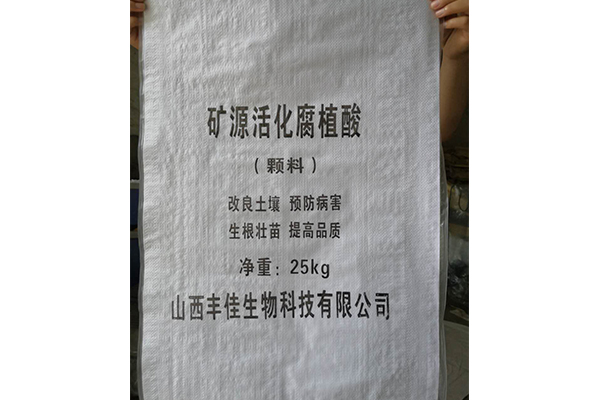 矿源活化腐植酸
（颗料）
改良土壤 预防病害
生根壮苗 提高品质
净重：25kg
山西丰佳生物科技有限公司